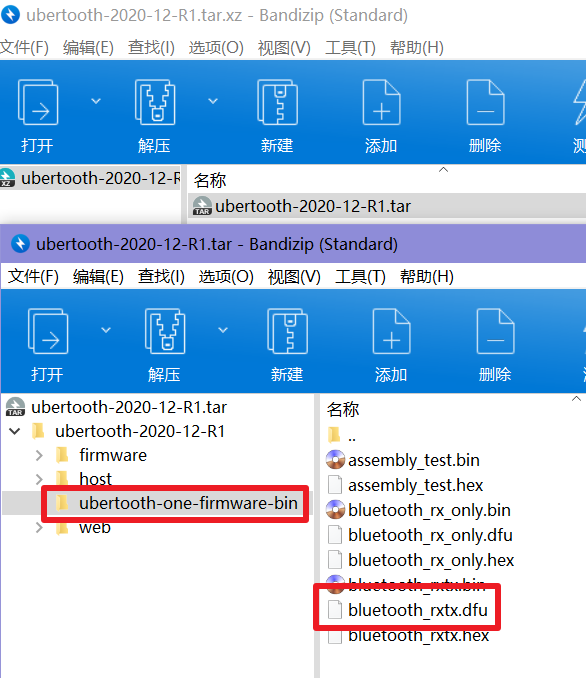 ubertooth-2020-12-R1.tar.xz - Bandizip (Standard)
文件(F) 编辑(E) 查找(I) 选项(O) 视图(V) 工具(T) 帮助(H)
打开 解压 新建 添加 删除 测
XZ ubertooth-2020-12-R 名称
TAR ubertooth-2020-12-R1.tar
ubertooth-2020-12-R1.tar - Bandizip (Standard)
文件(F) 编辑(E) 查找(I) 选项(O) 视图(V) 工具(T) 帮助(H)
打开 解压 新建 添加 删除
TAR ubertooth-2020-12-R1.tar
ubertooth-2020-12-R1
firmware
host
ubertooth-one-firmware-bin
web
名称
..
assembly_test.bin
assembly_test.hex
bluetooth_rx_only.bin
bluetooth_rx_only.dfu
bluetooth_rx_only.hex
bluetooth_rxtx.bin
bluetooth_rxtx.dfu
bluetooth_rxtx.hex